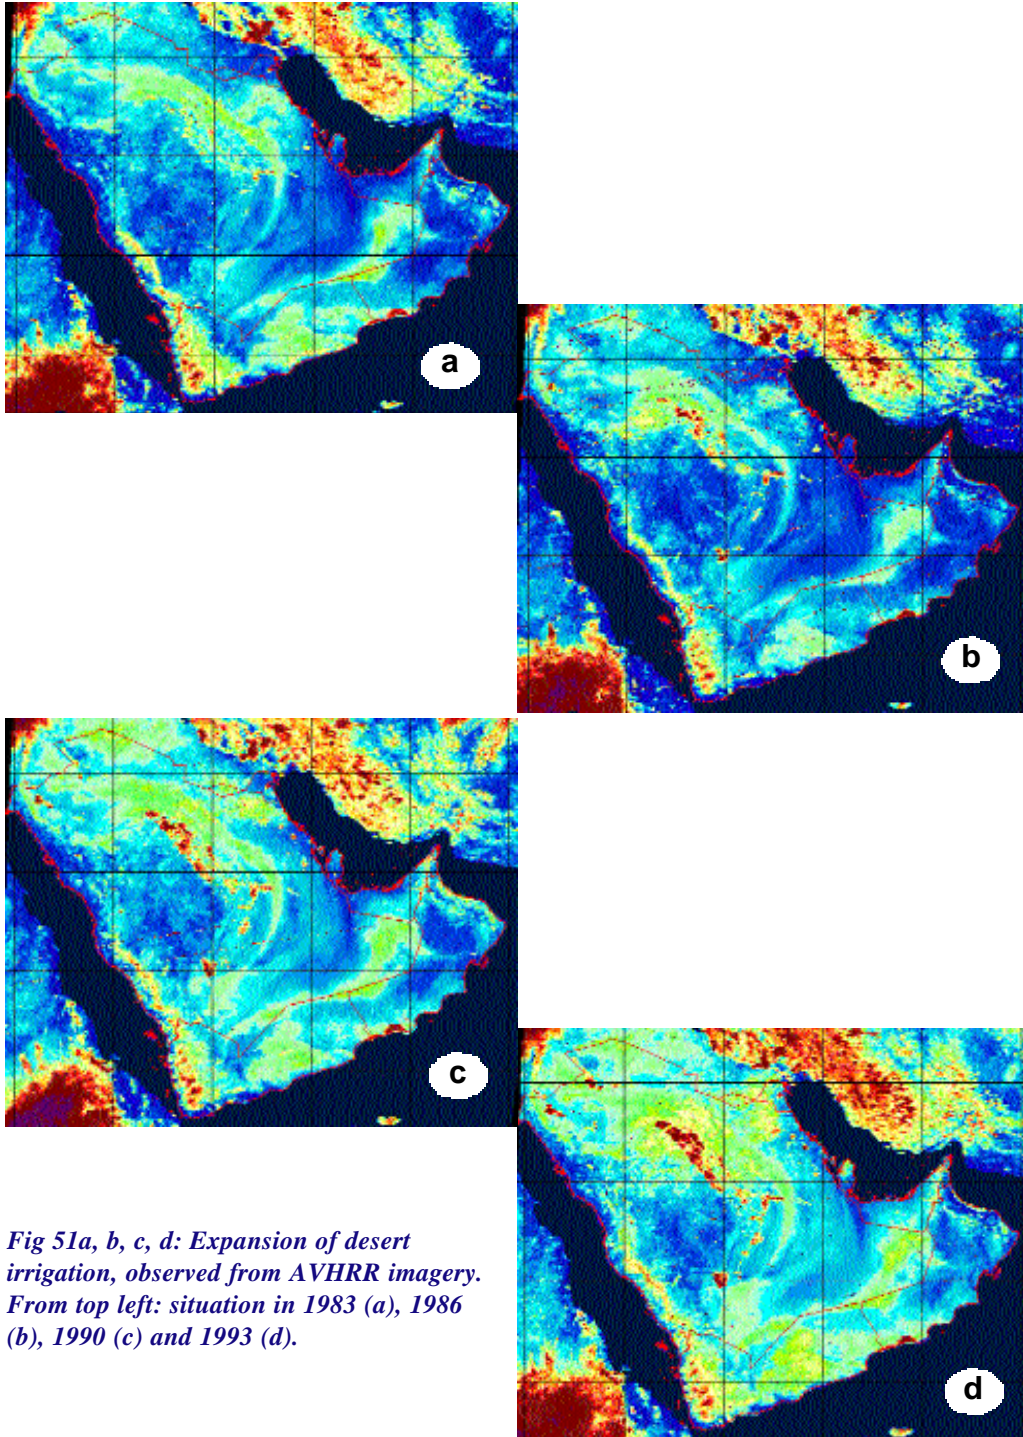 a
b
c
d
Fig 51a, b, c, d: Expansion of desert
irrigation, observed from AVHRR imagery.
From top left: situation in 1983 (a), 1986
(b), 1990 (c) and 1993 (d).